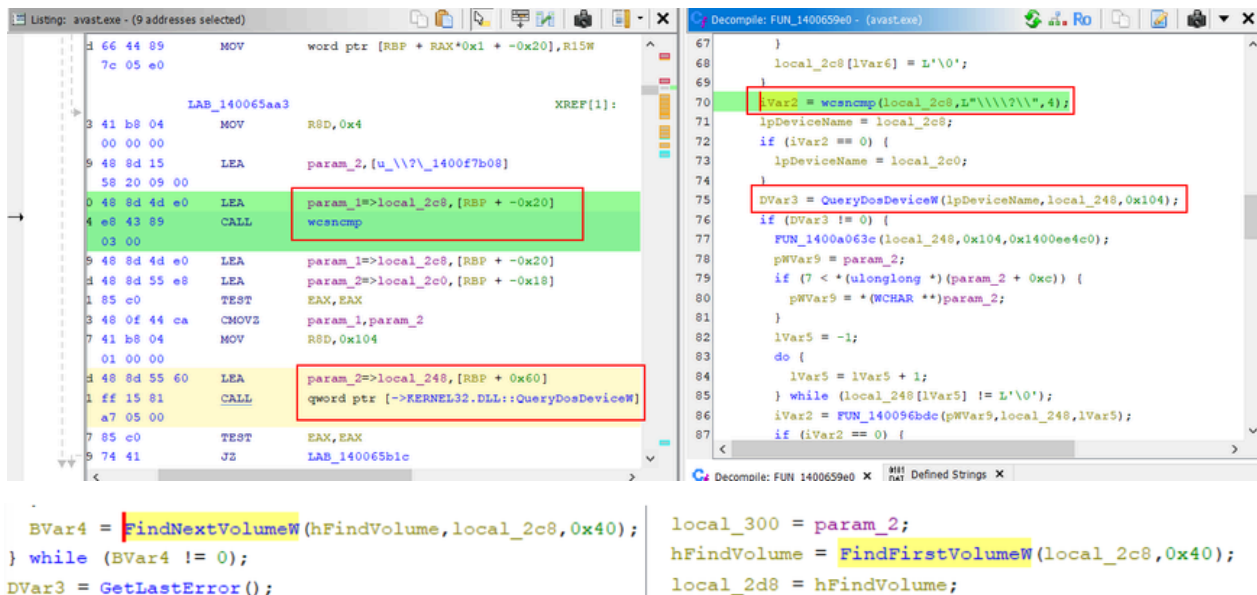 Listing: avast.exe - (9 addresses selected)
d 66 44 89 MOV word ptr [RBP + RAX*0x1 + -0x20],R15W
7c 05 e0
LAB_140065aa3 XREF[1]:
3 41 b8 04 MOV R8D,0x4
00 00 00
9 48 8d 15 LEA param_2,[u_\\?\_1400f7b08]
58 20 09 00
0 48 8d 4d e0 LEA param_1=>local_2c8,[RBP + -0x20]
4 e8 43 89 CALL wcsncmp
03 00
9 48 8d 4d e0 LEA param_1=>local_2c8,[RBP + -0x20]
d 48 8d 55 e8 LEA param_2=>local_2c0,[RBP + -0x18]
1 85 c0 TEST EAX,EAX
3 48 0f 44 ca CMOVZ param_1,param_2
7 41 b8 04 MOV R8D,0x104
01 00 00
d 48 8d 55 60 LEA param_2=>local_248,[RBP + 0x60]
1 ff 15 81 CALL qword ptr [->KERNEL32.DLL::QueryDosDeviceW]
a7 05 00
7 85 c0 TEST EAX,EAX
9 74 41 JZ LAB_140065b1c
Decompile: FUN_1400659e0 - (avast.exe)
Ro
67 }
68 local_2c8[lVar6] = L'\0';
69 }
70 iVar2 = wcsncmp(local_2c8,L"\\\\?\\",4);
71 lpDeviceName = local_2c8;
72 if (iVar2 == 0) {
73 lpDeviceName = local_2c0;
74 }
75 DVar3 = QueryDosDeviceW(lpDeviceName,local_248,0x104);
76 if (DVar3 != 0) {
77 FUN_1400a063c(local_248,0x104,0x1400ee4c0);
78 pWVar9 = param_2;
79 if (7 < *(ulonglong *)(param_2 + 0xc)) {
80 pWVar9 = *(WCHAR **)param_2;
81 }
82 lVar5 = -1;
83 do {
84 lVar5 = lVar5 + 1;
85 } while (local_248[lVar5] != L'\0');
86 iVar2 = FUN_140096bdc(pWVar9,local_248,lVar5);
87 if (iVar2 == 0) {
Decompile: FUN_1400659e0 Defined Strings
BVar4 = FindNextVolumeW(hFindVolume,local_2c8,0x40);
} while (BVar4 != 0);
DVar3 = GetLastError();
local_300 = param_2;
hFindVolume = FindFirstVolumeW(local_2c8,0x40);
local_2d8 = hFindVolume;